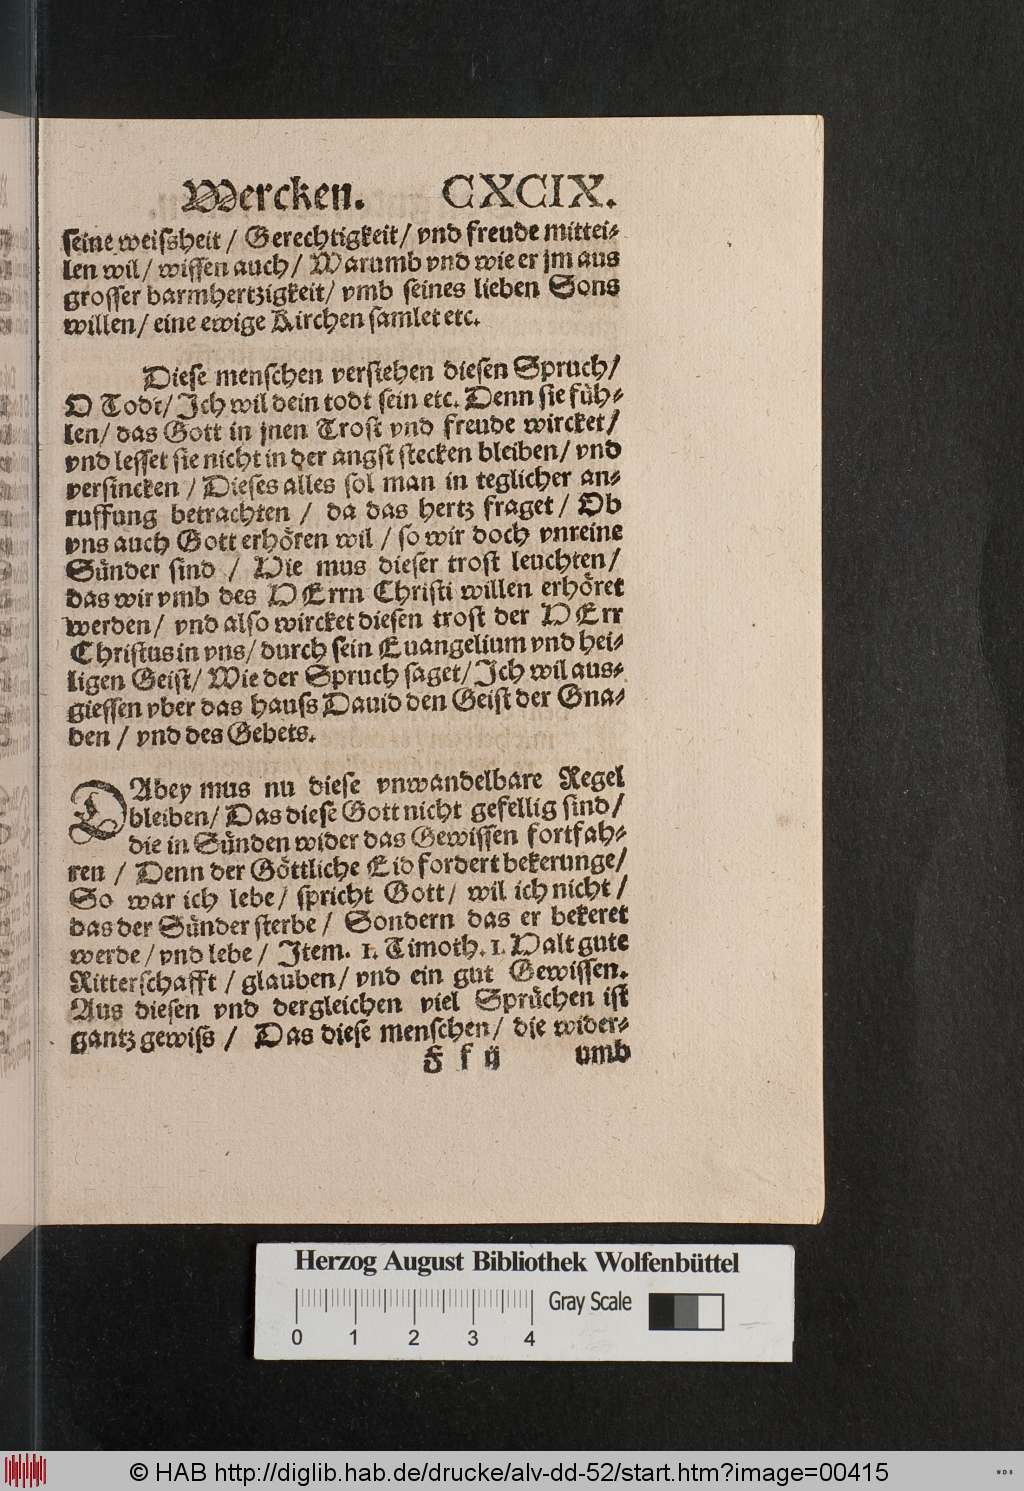 Wercken. CXCIX.
seine weisheit / Gerechtigkeit / vnd freude mittei-
len wil / wissen auch / Warumb vnd wie er jm aus
grosser barmhertzigkeit / vmb seines lieben Sons
willen / eine ewige Kirchen samlet etc.
Diese menschen verstehen diesen Spruch /
O Todt / Ich wil dein todt sein etc. Denn sie füh-
len / das Gott in jnen Trost vnd freude wircket /
vnd lesset sie nicht in der angst stecken bleiben / vnd
versincken / Dieses alles sol man in teglicher an-
ruffung betrachten / da das hertz fraget / Ob
vns auch Gott erhören wil / so wir doch vnreine
Sünder sind / Hie mus dieser trost leuchten /
das wir vmb des HErrn Christi willen erhöret
werden / vnd also wircket diesen trost der HErr
Christus in vns / durch sein Euangelium vnd hei-
ligen Geist / Wie der Spruch saget / Ich wil aus-
giessen vber das hauss Dauid den Geist der Gna-
den / vnd des Gebets.
DAbey mus nu diese vnwandelbare Regel
bleiben / Das diese Gott nicht gefellig sind /
die in Sünden wider das Gewissen fortfah-
ren / Denn der Göttliche Eid fordert bekerunge /
So war ich lebe / spricht Gott / wil ich nicht /
das der Sünder sterbe / Sondern das er bekeret
werde / vnd lebe / Item. 1. Timoth. 1. Halt gute
Ritterschafft / glauben / vnd ein gut Gewissen.
Aus diesen vnd dergleichen viel Sprüchen ist
gantz gewiss / Das diese menschen / die wider-
F f ij umb
Herzog August Bibliothek Wolfenbüttel
Gray Scale
0 1 2 3 4
© HAB http://diglib.hab.de/drucke/alv-dd-52/start.htm?image=00415